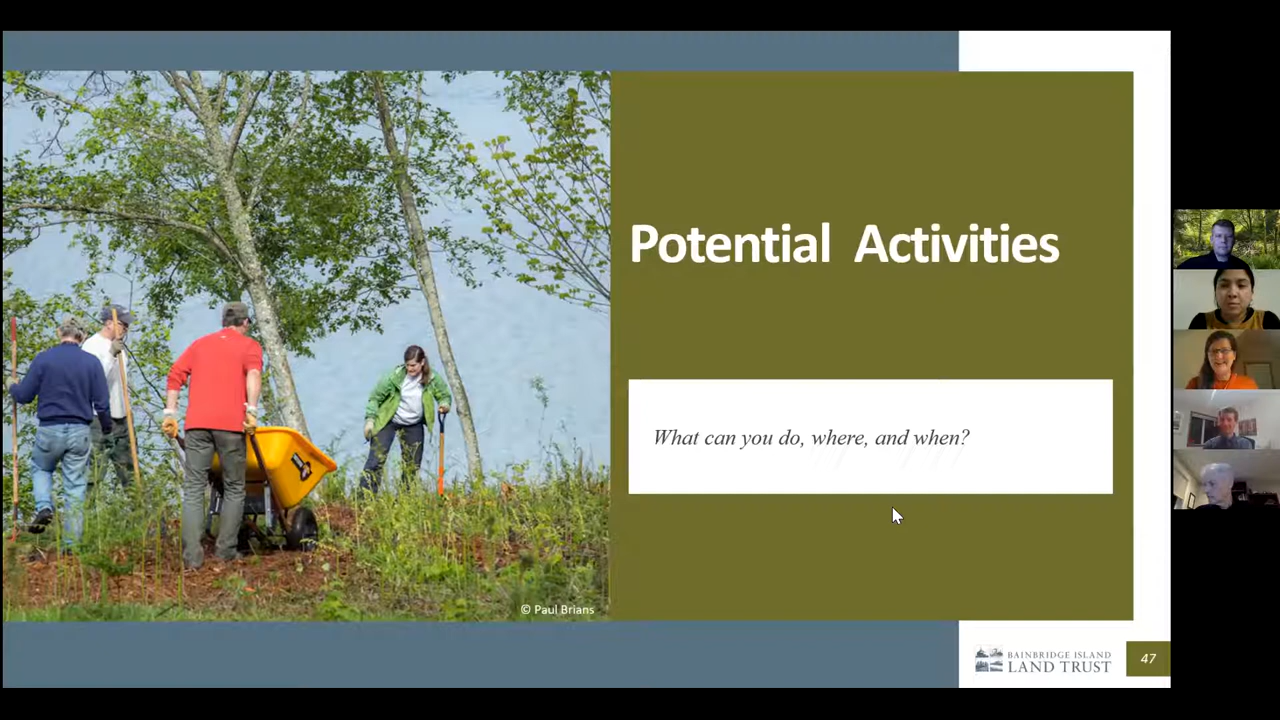 Potential Activities
What can you do, where, and when?
© Paul Brians
BAINBRIDGE ISLAND
LAND TRUST
47